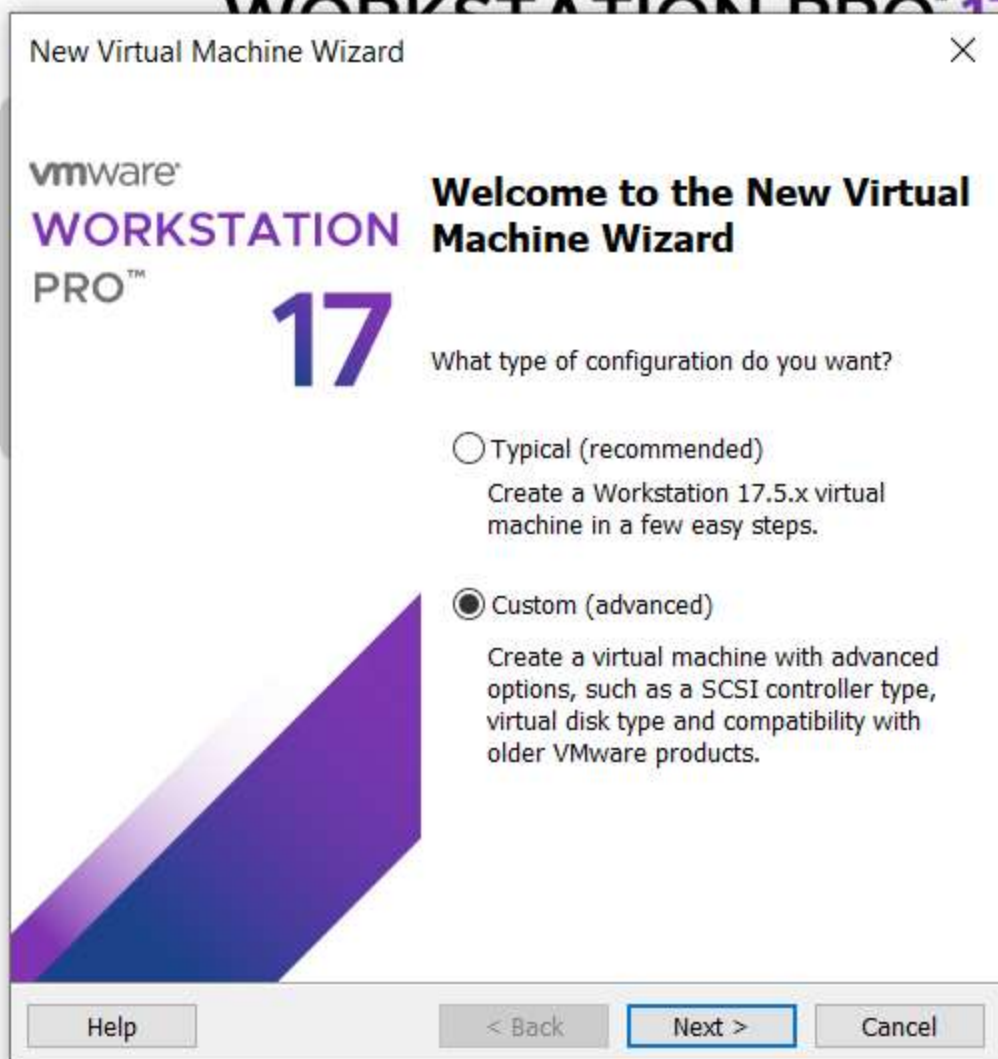 WORKSTATION PRO 17
New Virtual Machine Wizard
vmware®
WORKSTATION
PRO™
17
Welcome to the New Virtual
Machine Wizard
What type of configuration do you want?
Typical (recommended)
Create a Workstation 17.5.x virtual
machine in a few easy steps.
Custom (advanced)
Create a virtual machine with advanced
options, such as a SCSI controller type,
virtual disk type and compatibility with
older VMware products.
Help
< Back
Next >
Cancel